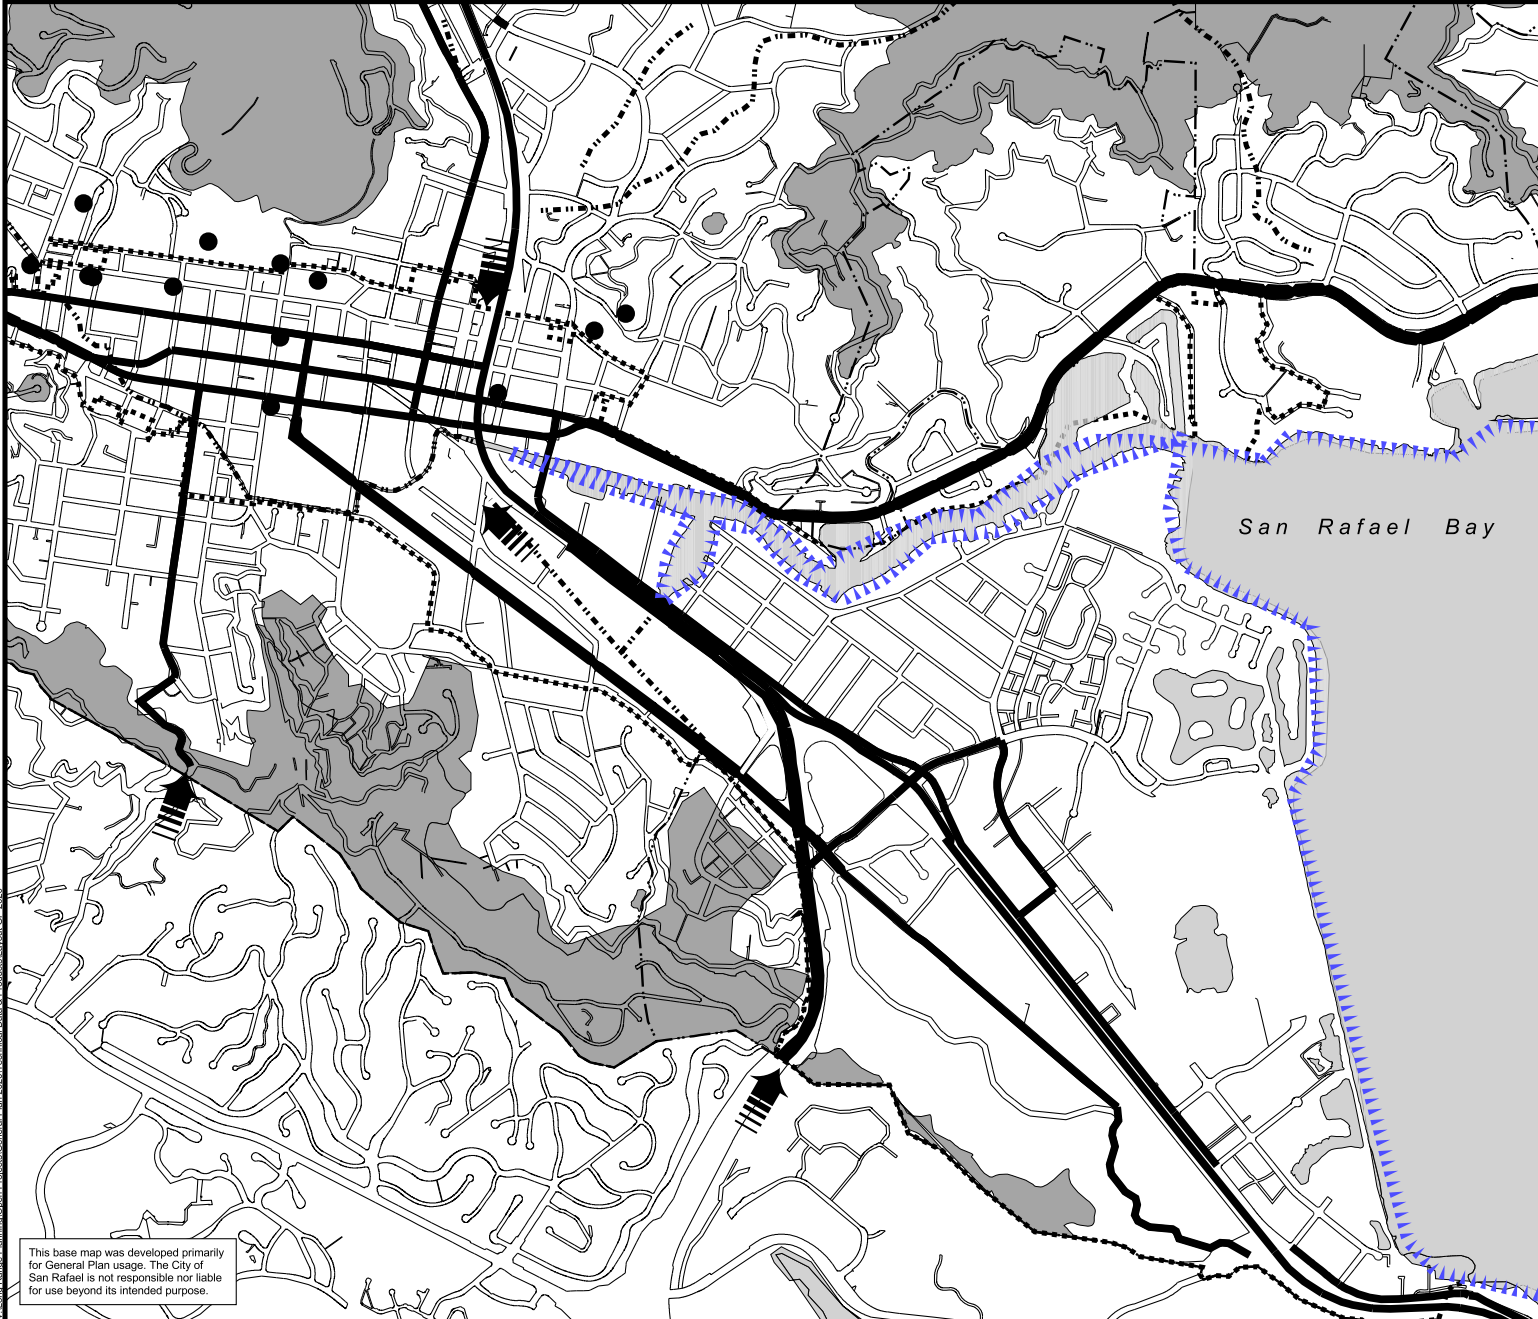 San Rafael Bay
This base map was developed primarily
for General Plan usage. The City of
San Rafael is not responsible nor liable
for use beyond its intended purpose.